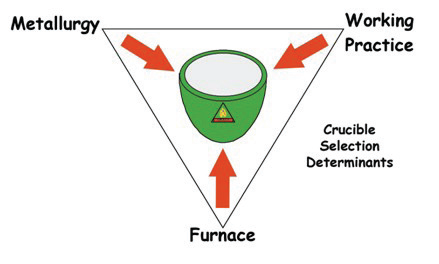 Metallurgy
Working
Practice
Crucible
Selection
Determinants
Furnace